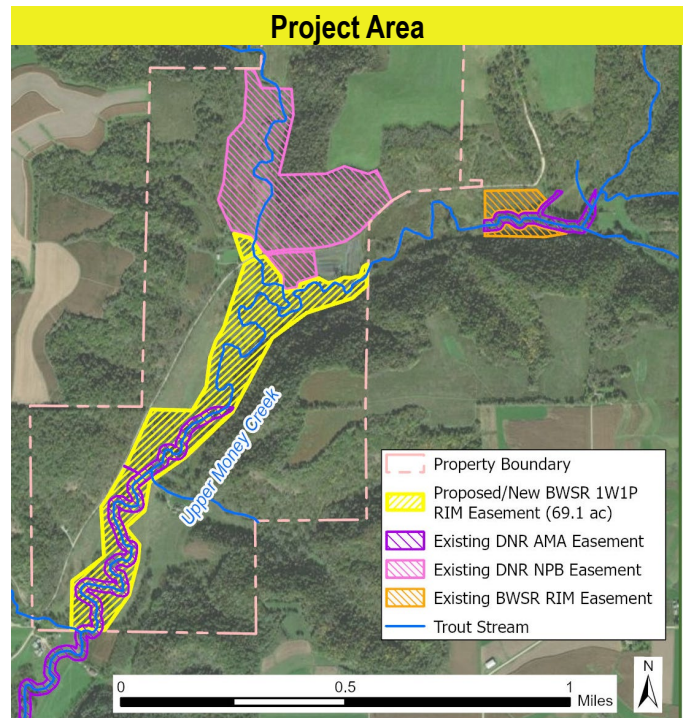 Project Area
Upper Money Creek
Property Boundary
Proposed/New BWSR 1W1P
RIM Easement (69.1 ac)
Existing DNR AMA Easement
Existing DNR NPB Easement
Existing BWSR RIM Easement
Trout Stream
0 0.5 1
Miles
N